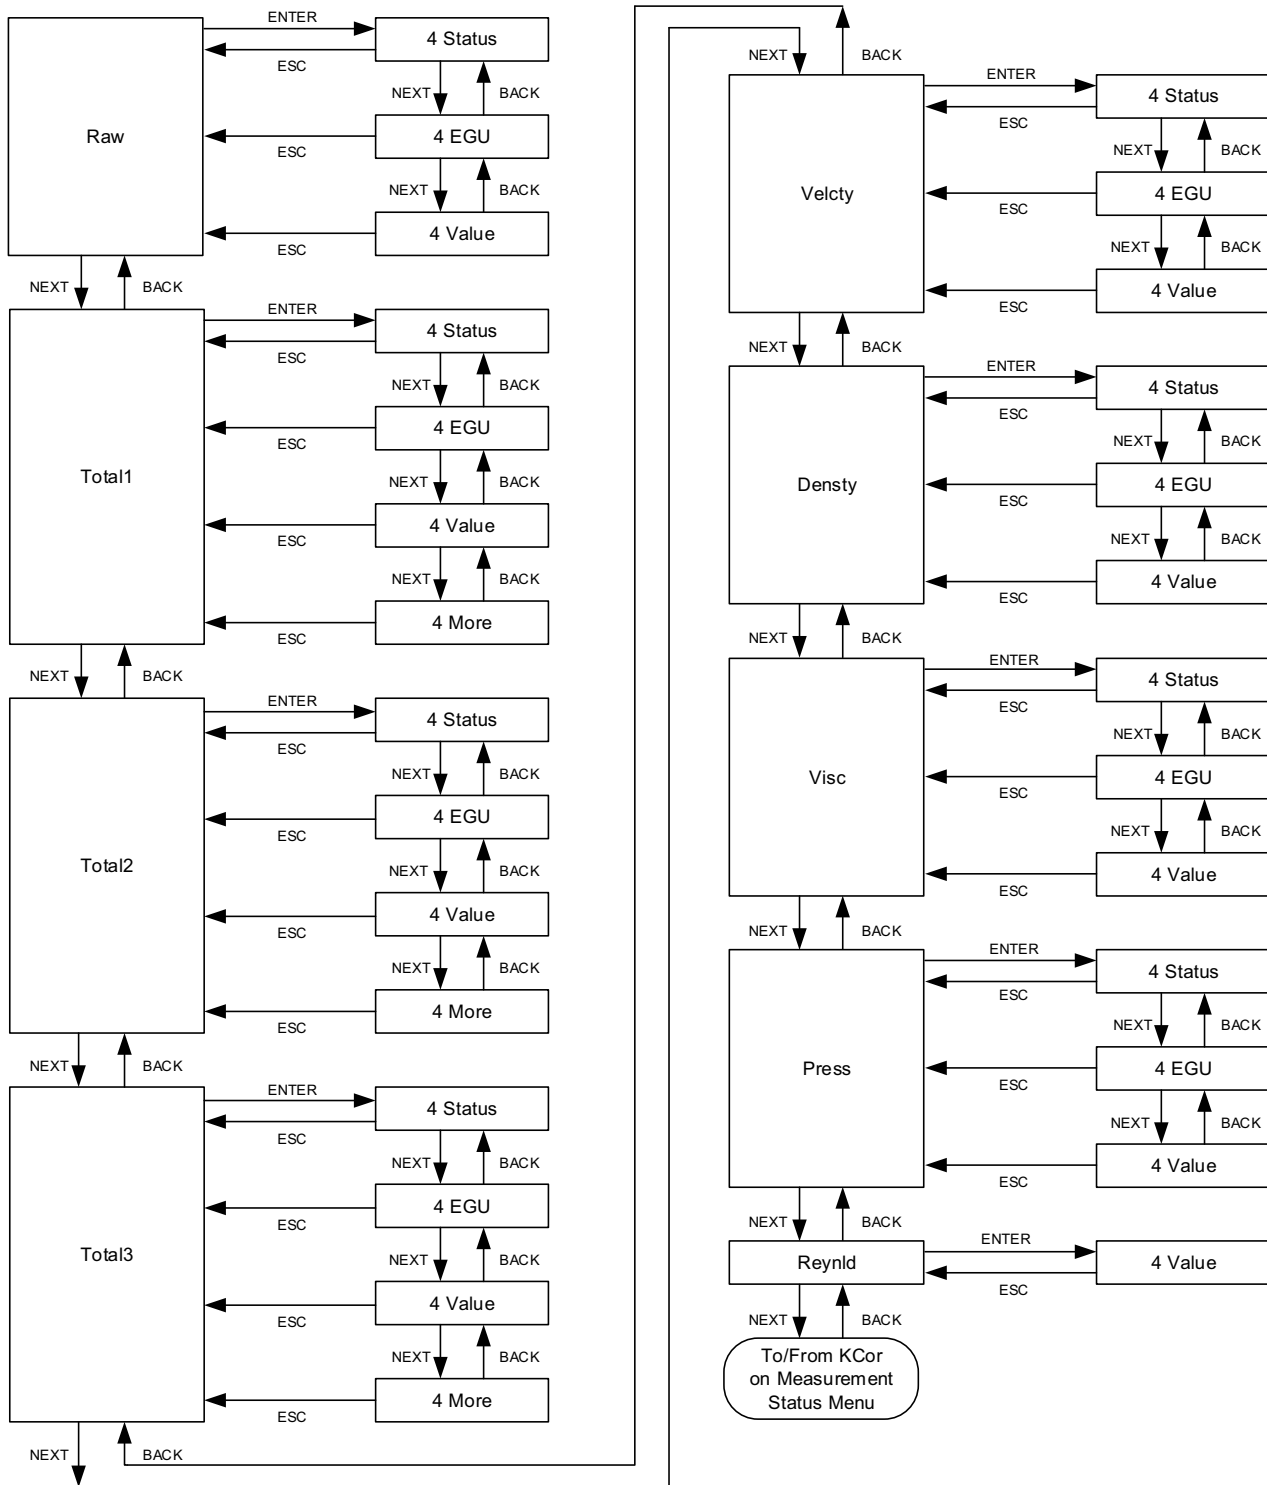 Raw
ENTER
4 Status
ESC
NEXT
BACK
4 EGU
ESC
NEXT
BACK
4 Value
ESC
NEXT
BACK
Total1
ENTER
4 Status
ESC
NEXT
BACK
4 EGU
ESC
NEXT
BACK
4 Value
ESC
NEXT
BACK
4 More
ESC
NEXT
BACK
Total2
ENTER
4 Status
ESC
NEXT
BACK
4 EGU
ESC
NEXT
BACK
4 Value
ESC
NEXT
BACK
4 More
ESC
NEXT
BACK
Total3
ENTER
4 Status
ESC
NEXT
BACK
4 EGU
ESC
NEXT
BACK
4 Value
ESC
NEXT
BACK
4 More
ESC
NEXT
BACK
NEXT
BACK
Velcty
ENTER
4 Status
ESC
NEXT
BACK
4 EGU
ESC
NEXT
BACK
4 Value
ESC
NEXT
BACK
Densty
ENTER
4 Status
ESC
NEXT
BACK
4 EGU
ESC
NEXT
BACK
4 Value
ESC
NEXT
BACK
Visc
ENTER
4 Status
ESC
NEXT
BACK
4 EGU
ESC
NEXT
BACK
4 Value
ESC
NEXT
BACK
Press
ENTER
4 Status
ESC
NEXT
BACK
4 EGU
ESC
NEXT
BACK
4 Value
ESC
NEXT
BACK
Reynld
ENTER
4 Value
ESC
NEXT
BACK
To/From KCor
on Measurement
Status Menu